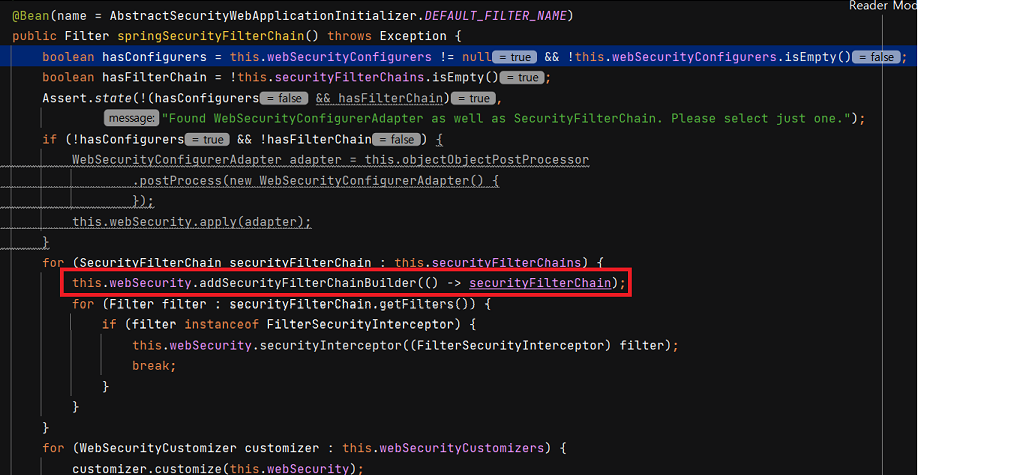 Reader Mod
@Bean(name = AbstractSecurityWebApplicationInitializer.DEFAULT_FILTER_NAME)
public Filter springSecurityFilterChain() throws Exception {
boolean hasConfigurers = this.webSecurityConfigurers != null = true && !this.webSecurityConfigurers.isEmpty() = false ;
boolean hasFilterChain = !this.securityFilterChains.isEmpty() = true ;
Assert.state(!(hasConfigurers = false && hasFilterChain) = true ,
message: "Found WebSecurityConfigurerAdapter as well as SecurityFilterChain. Please select just one.");
if (!hasConfigurers = true && !hasFilterChain = false ) {
WebSecurityConfigurerAdapter adapter = this.objectObjectPostProcessor
.postProcess(new WebSecurityConfigurerAdapter() {
});
this.webSecurity.apply(adapter);
}
for (SecurityFilterChain securityFilterChain : this.securityFilterChains) {
this.webSecurity.addSecurityFilterChainBuilder(() -> securityFilterChain);
for (Filter filter : securityFilterChain.getFilters()) {
if (filter instanceof FilterSecurityInterceptor) {
this.webSecurity.securityInterceptor((FilterSecurityInterceptor) filter);
break;
}
}
}
for (WebSecurityCustomizer customizer : this.webSecurityCustomizers) {
customizer.customize(this.webSecurity);